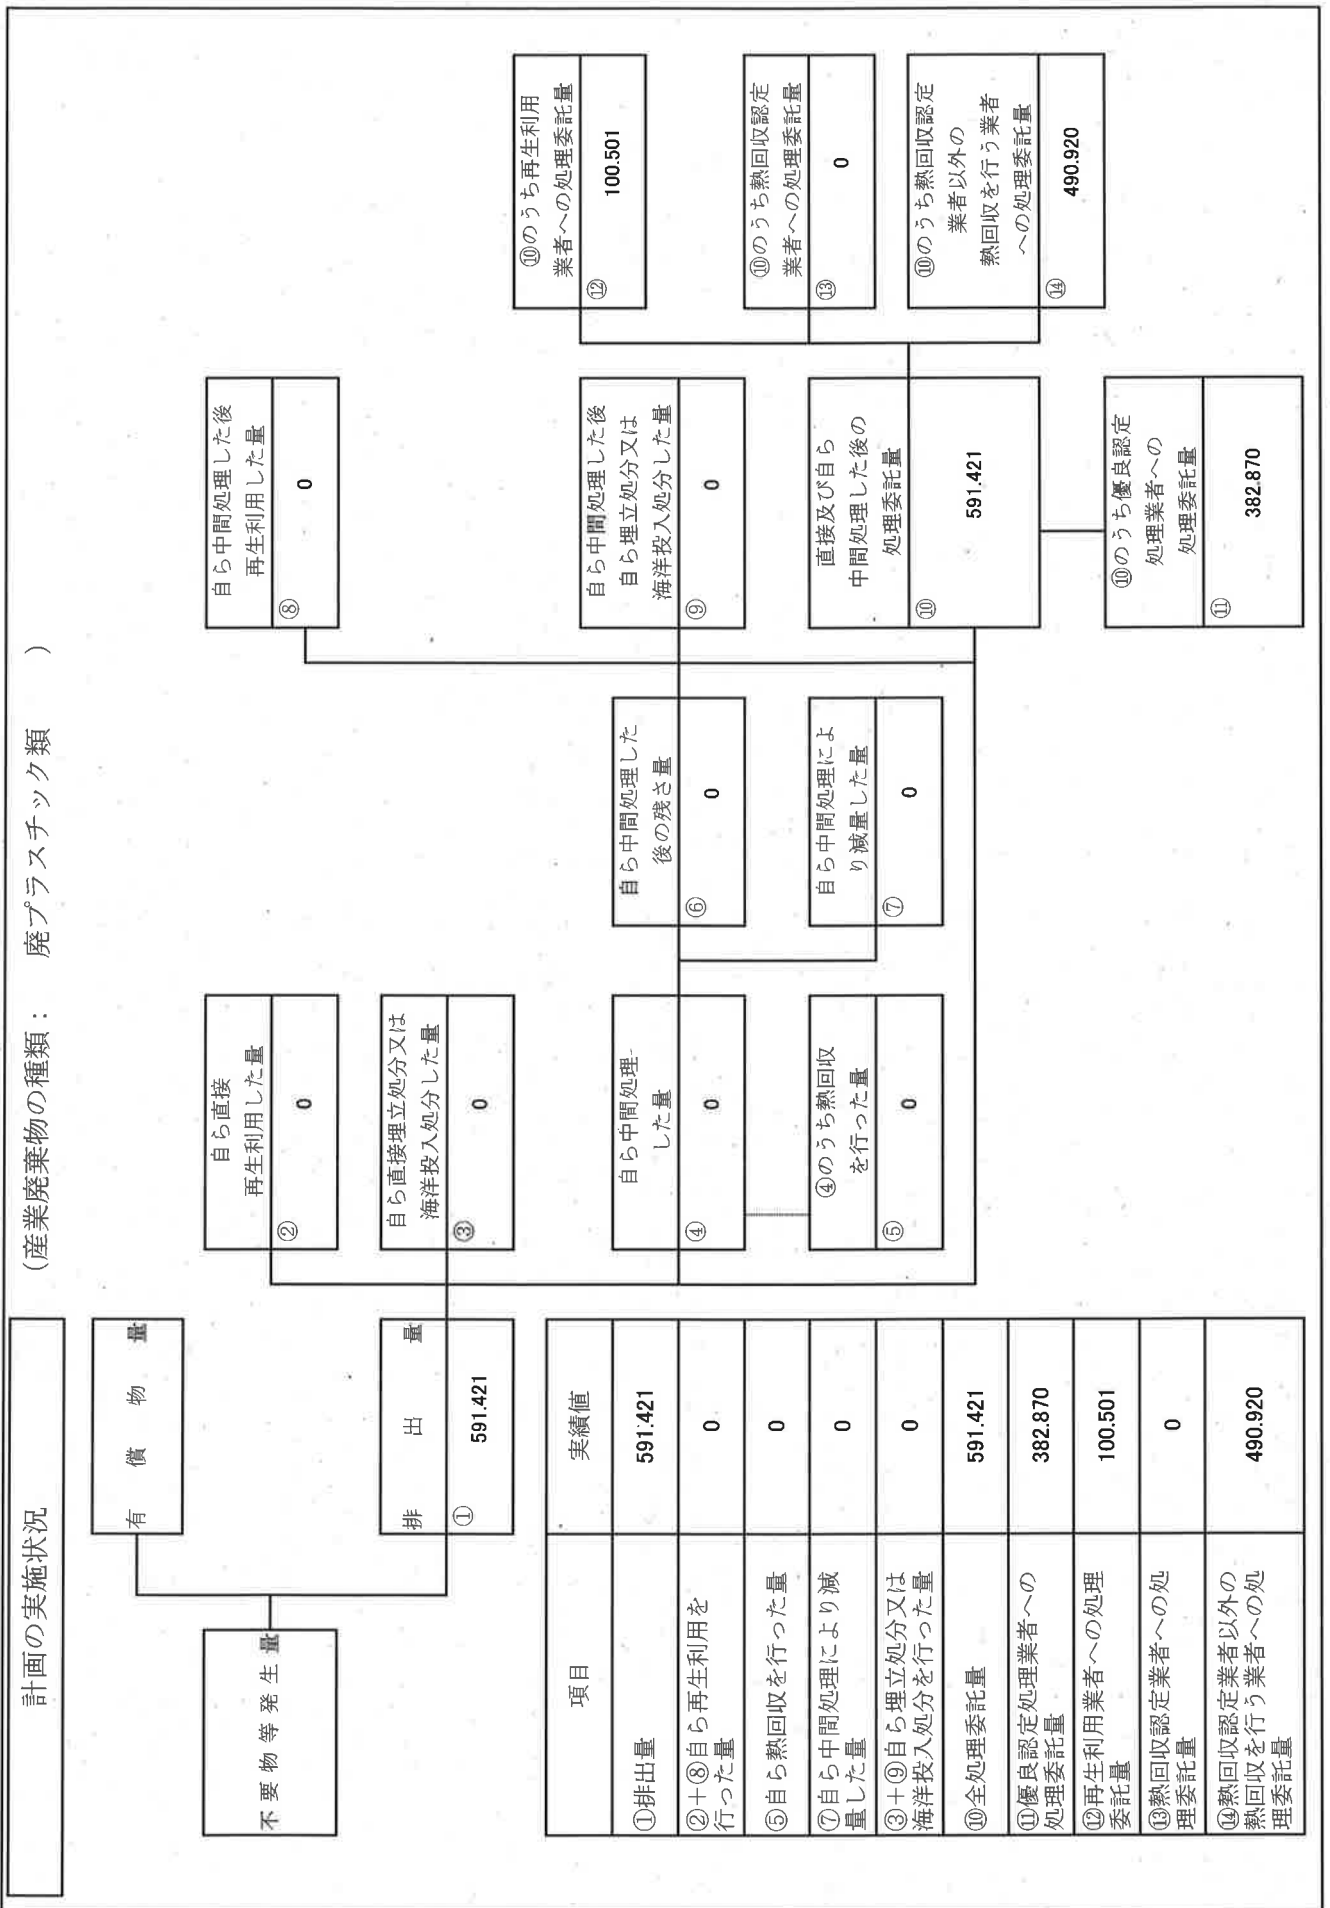 計画の実施状況
(産業廃棄物の種類： 廃プラスチック類 )
有償物量
不要物等発生量
排出量
①
591.421
自ら直接
再生利用した量
②
0
自ら直接埋立処分又は
海洋投入処分した量
③
0
自ら中間処理
した量
④
0
④のうち熱回収
を行った量
⑤
0
自ら中間処理した
後の残さ量
⑥
0
自ら中間処理によ
り減量した量
⑦
0
自ら中間処理した後
再生利用した量
⑧
0
自ら中間処理した後
自ら埋立処分又は
海洋投入処分した量
⑨
0
直接及び自ら
中間処理した後の
処理委託量
⑩
591.421
⑩のうち優良認定
処理業者への
処理委託量
⑪
382.870
⑩のうち再生利用
業者への処理委託量
⑫
100.501
⑩のうち熱回収認定
業者への処理委託量
⑬
0
⑩のうち熱回収認定
業者以外の
熱回収を行う業者
への処理委託量
⑭
490.920
項目 実績値
①排出量 591.421
②＋⑧自ら再生利用を
行った量 0
⑤自ら熱回収を行った量 0
⑦自ら中間処理により減
量した量 0
③＋⑨自ら埋立処分又は
海洋投入処分を行った量 0
⑩全処理委託量 591.421
⑪優良認定処理業者への
処理委託量 382.870
⑫再生利用業者への処理
委託量 100.501
⑬熱回収認定業者への処
理委託量 0
⑭熱回収認定業者以外の
熱回収を行う業者への処
理委託量 490.920